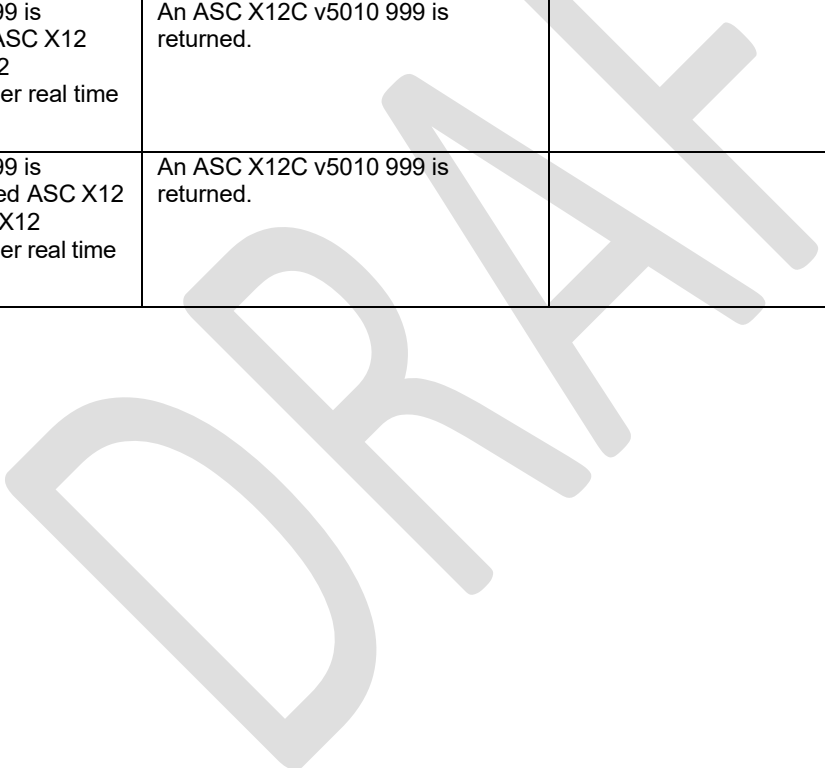 99 is
ASC X12
2
er real time
An ASC X12C v5010 999 is
returned.
99 is
ed ASC X12
X12
er real time
An ASC X12C v5010 999 is
returned.
DRAF